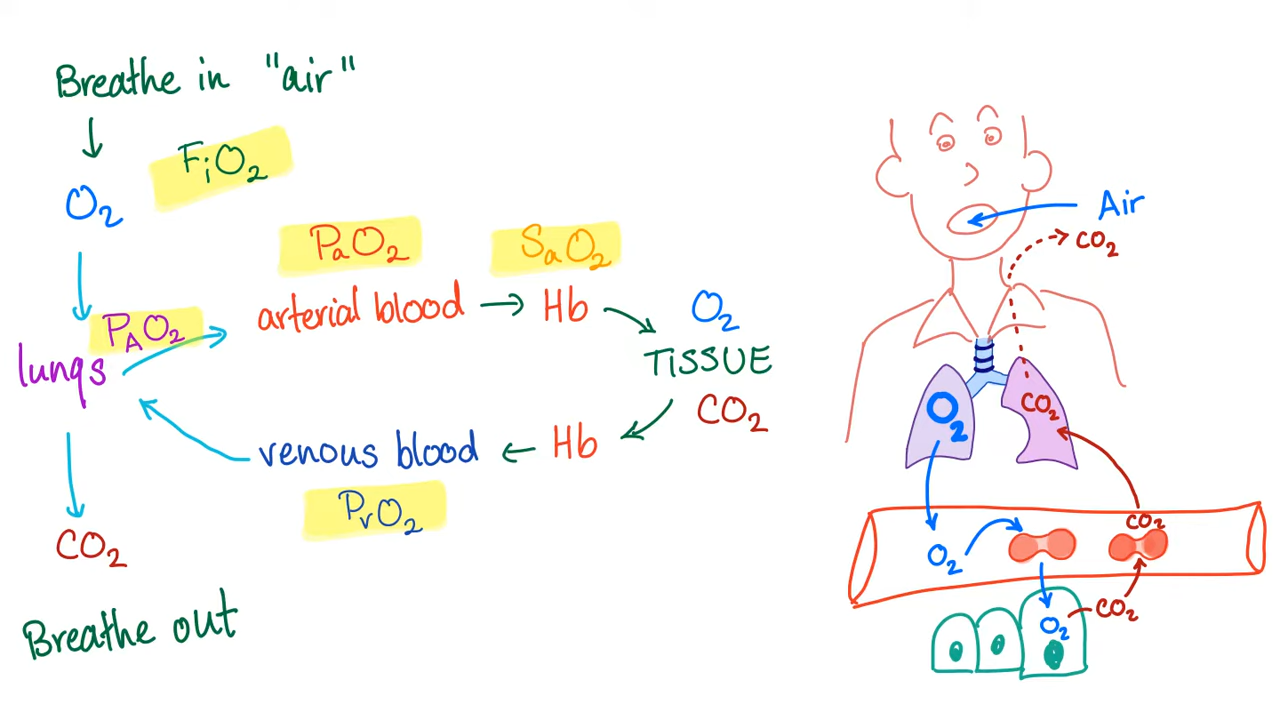 Breathe in "air"
FiO2
O2
PaO2
SaO2
PAO2
arterial blood → Hb
O2
TISSUE
CO2
lungs
venous blood ← Hb
PvO2
CO2
Breathe out
Air
CO2
O2
CO2
CO2
O2
CO2
O2